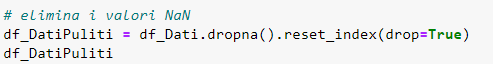 # elimina i valori NaN
df_DatiPuliti = df_Dati.dropna().reset_index(drop=True)
df_DatiPuliti